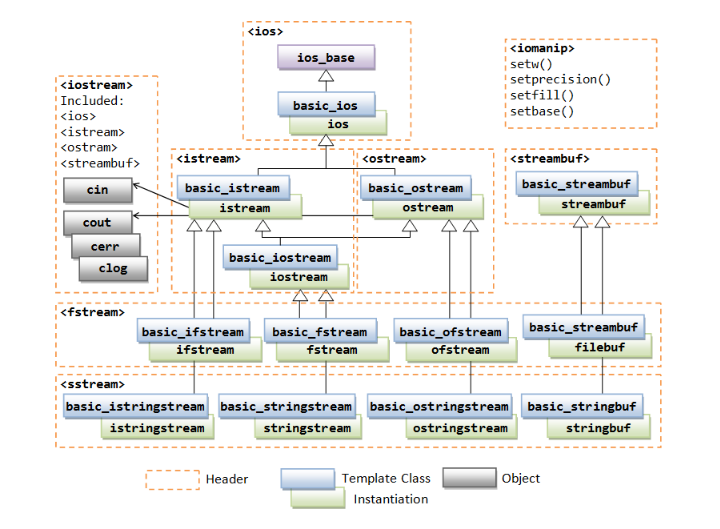 <ios>
ios_base
basic_ios
ios
<iomanip>
setw()
setprecision()
setfill()
setbase()
<iostream>
Included:
<ios>
<istream>
<ostram>
<streambuf>
cin
cout
cerr
clog
<istream>
basic_istream
istream
<ostream>
basic_ostream
ostream
basic_iostream
iostream
<streambuf>
basic_streambuf
streambuf
<fstream>
basic_ifstream
ifstream
basic_fstream
fstream
basic_ofstream
ofstream
basic_streambuf
filebuf
<sstream>
basic_istringstream
istringstream
basic_stringstream
stringstream
basic_ostringstream
ostringstream
basic_stringbuf
stringbuf
Header
Template Class
Instantiation
Object